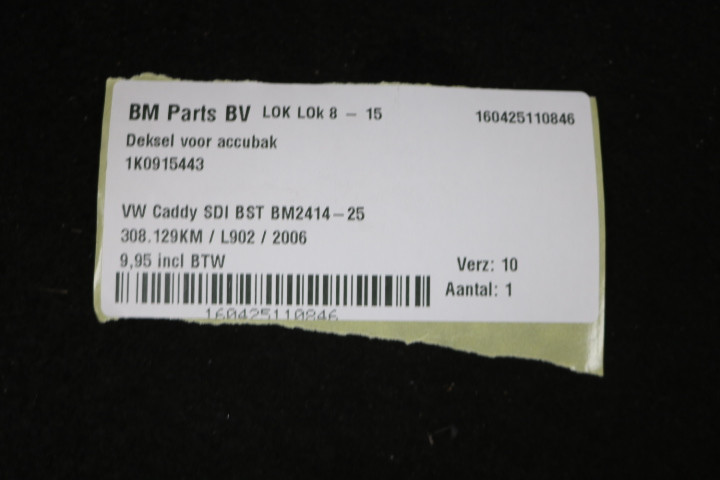 BM Parts BV LOK LOk 8 - 15 160425110846
Deksel voor accubak
1K0915443
VW Caddy SDI BST BM2414-25
308.129KM / L902 / 2006
9,95 incl BTW Verz: 10
Aantal: 1
160425110846